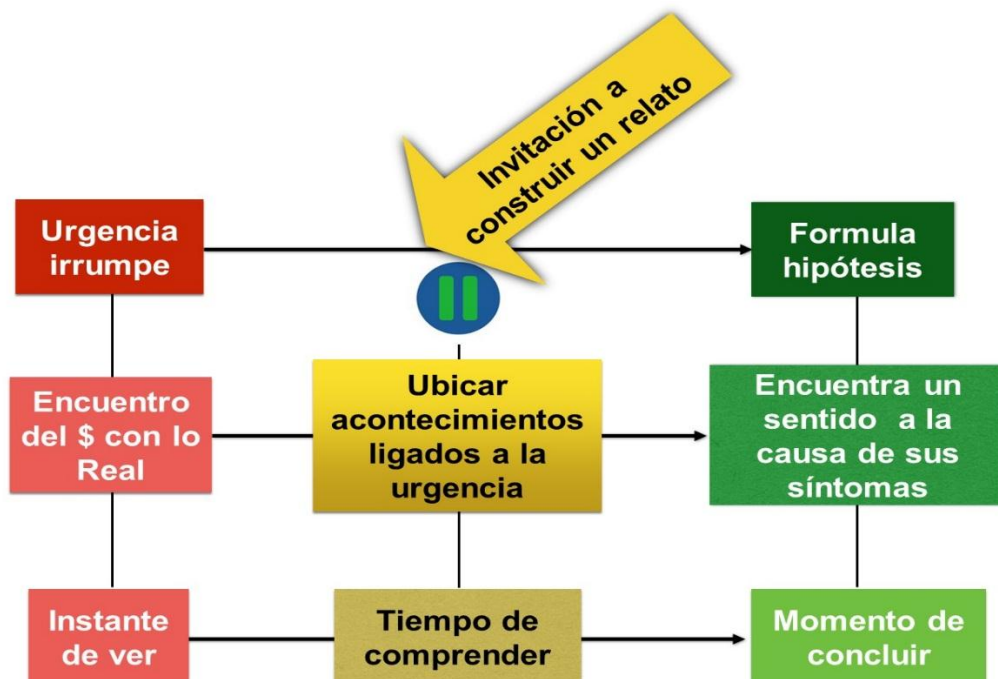 Invitación a
construir un relato
Urgencia
irrumpe
Formula
hipótesis
Encuentro
del $ con lo
Real
Ubicar
acontecimientos
ligados a la
urgencia
Encuentra un
sentido a la
causa de sus
síntomas
Instante
de ver
Tiempo de
comprender
Momento de
concluir